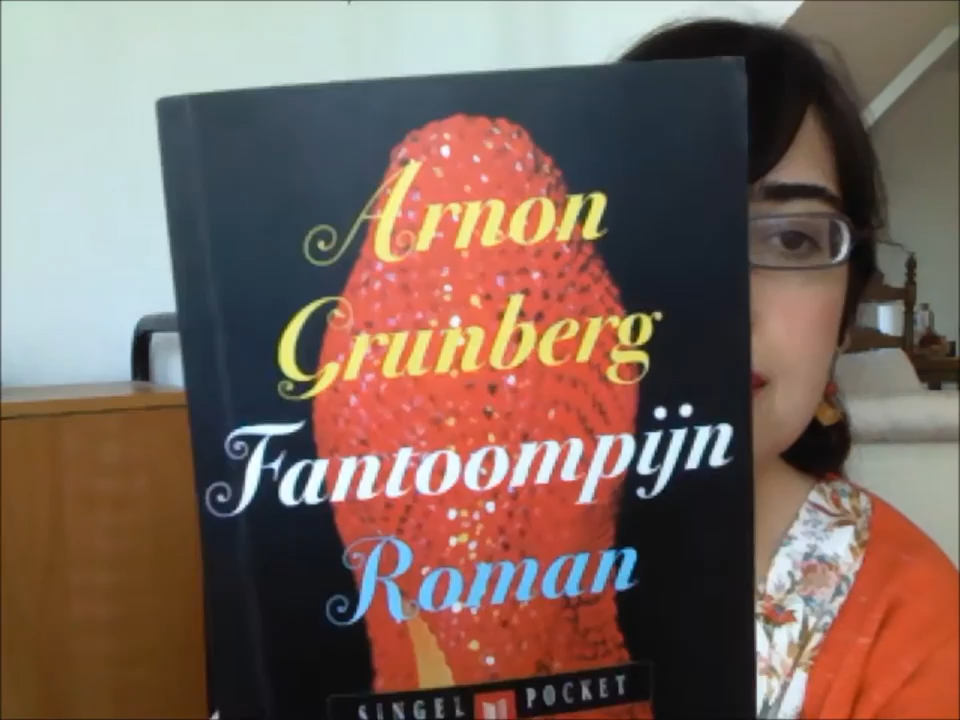 Arnon
Grunberg
Fantoompijn
Roman
SINGEL POCKET